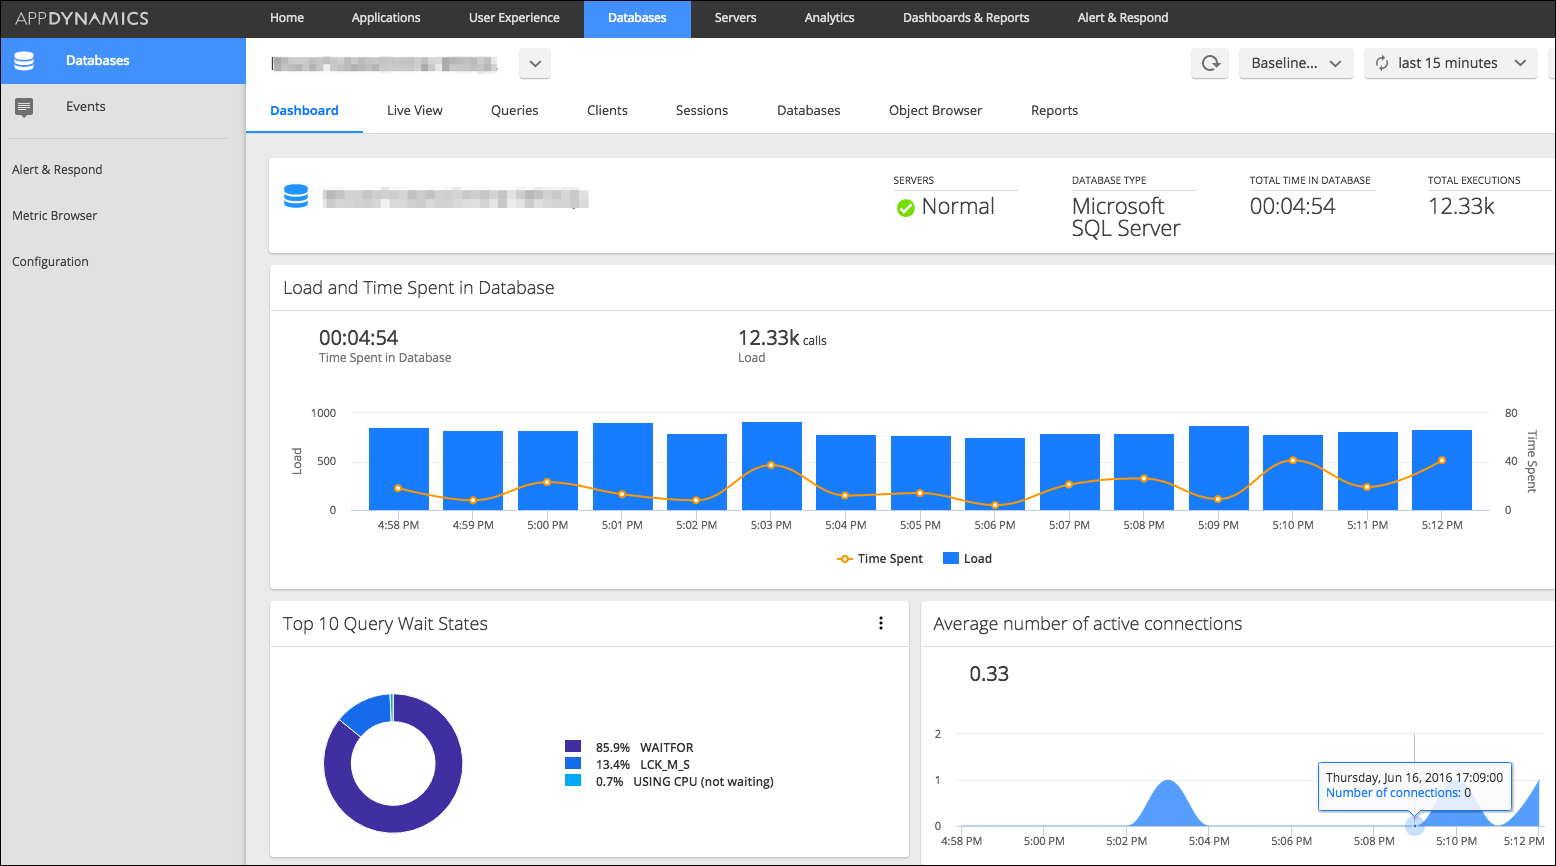 APPDYNAMICS
Home Applications User Experience Databases Servers Analytics Dashboards & Reports Alert & Respond
Databases
Events
Alert & Respond
Metric Browser
Configuration
Baseline... last 15 minutes
Dashboard Live View Queries Clients Sessions Databases Object Browser Reports
SERVERS DATABASE TYPE TOTAL TIME IN DATABASE TOTAL EXECUTIONS
Normal Microsoft 00:04:54 12.33k
SQL Server
Load and Time Spent in Database
00:04:54 12.33k calls
Time Spent in Database Load
1000 80
500 40
0 0
Load
Time Spent
4:58 PM 4:59 PM 5:00 PM 5:01 PM 5:02 PM 5:03 PM 5:04 PM 5:05 PM 5:06 PM 5:07 PM 5:08 PM 5:09 PM 5:10 PM 5:11 PM 5:12 PM
Time Spent Load
Top 10 Query Wait States
85.9% WAITFOR
13.4% LCK_M_S
0.7% USING CPU (not waiting)
Average number of active connections
0.33
2
1
0
Thursday, Jun 16, 2016 17:09:00
Number of connections: 0
4:58 PM 5:00 PM 5:02 PM 5:04 PM 5:06 PM 5:08 PM 5:10 PM 5:12 PM